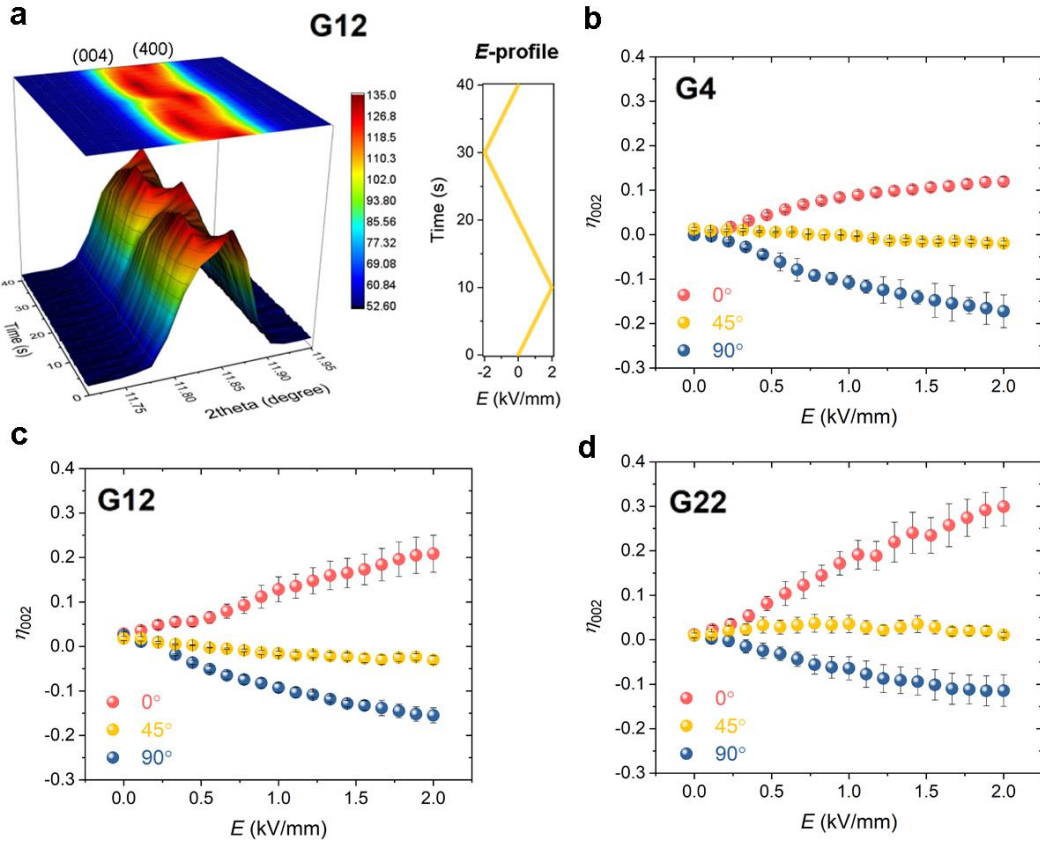 a
G12
(004) (400)
E-profile
135.0
126.8
118.5
110.3
102.0
93.80
85.56
77.32
69.08
60.84
52.60
40
30
20
10
0
Time (s)
11.75
11.80
11.85
11.90
11.95
2theta (degree)
40
30
20
10
0
Time (s)
-2 0 2
E (kV/mm)
b
G4
0.4
0.3
0.2
0.1
0.0
-0.1
-0.2
-0.3
η002
0°
45°
90°
0.0 0.5 1.0 1.5 2.0
E (kV/mm)
c
G12
0.4
0.3
0.2
0.1
0.0
-0.1
-0.2
-0.3
η002
0°
45°
90°
0.0 0.5 1.0 1.5 2.0
E (kV/mm)
d
G22
0.4
0.3
0.2
0.1
0.0
-0.1
-0.2
-0.3
η002
0°
45°
90°
0.0 0.5 1.0 1.5 2.0
E (kV/mm)